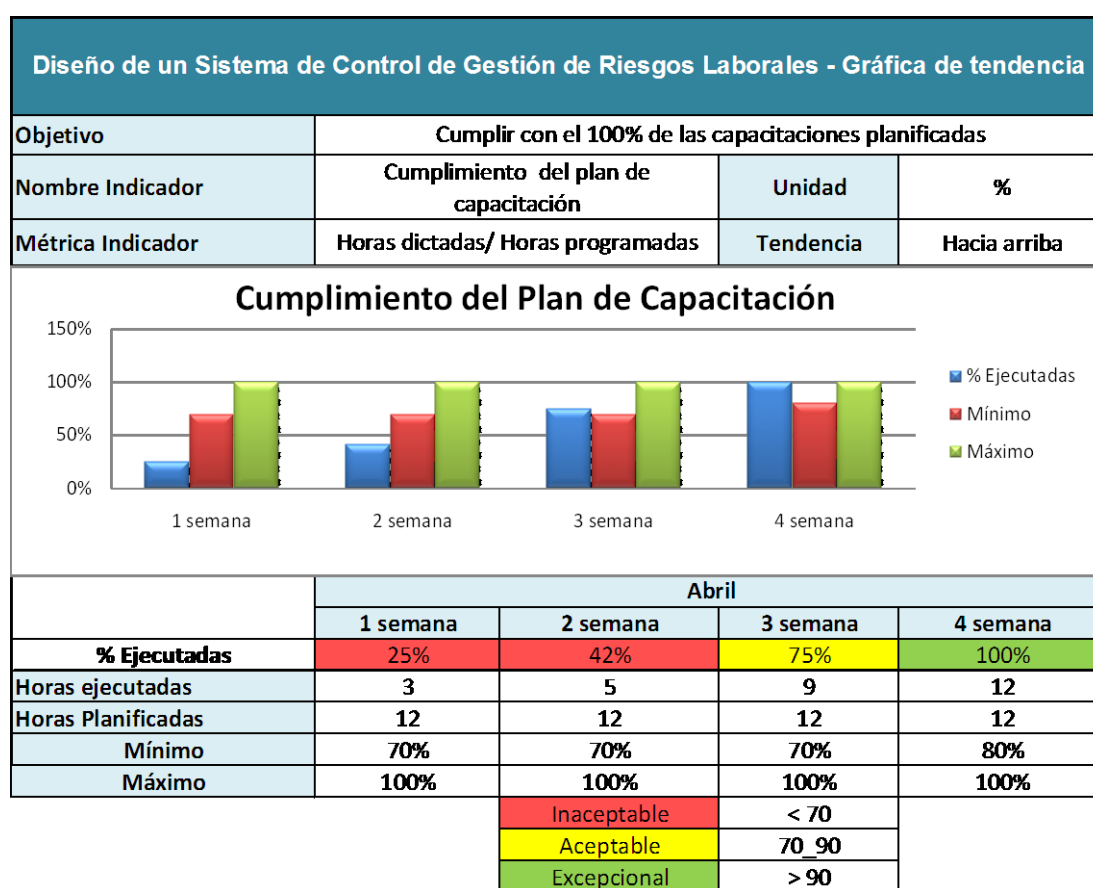 Diseño de un Sistema de Control de Gestión de Riesgos Laborales - Gráfica de tendencia
Objetivo Cumplir con el 100% de las capacitaciones planificadas
Nombre Indicador Cumplimiento del plan de capacitación Unidad %
Métrica Indicador Horas dictadas/ Horas programadas Tendencia Hacia arriba
Cumplimiento del Plan de Capacitación
150%
100%
50%
0%
1 semana 2 semana 3 semana 4 semana
% Ejecutadas
Mínimo
Máximo
Abril
1 semana 2 semana 3 semana 4 semana
% Ejecutadas 25% 42% 75% 100%
Horas ejecutadas 3 5 9 12
Horas Planificadas 12 12 12 12
Mínimo 70% 70% 70% 80%
Máximo 100% 100% 100% 100%
Inaceptable < 70
Aceptable 70_90
Excepcional > 90